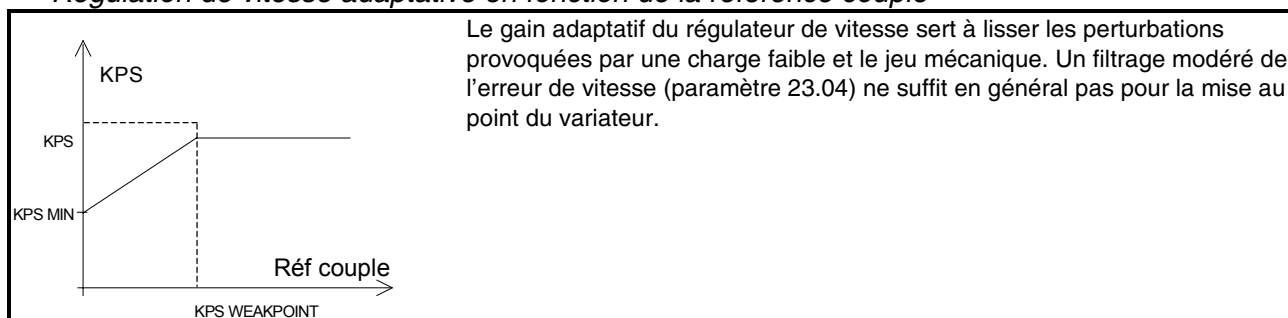 Régulation de vitesse adaptative en fonction de la référence couple
Le gain adaptatif du régulateur de vitesse sert à lisser les perturbations
provoquées par une charge faible et le jeu mécanique. Un filtrage modéré de
l'erreur de vitesse (paramètre 23.04) ne suffit en général pas pour la mise au
point du variateur.
KPS
KPS
KPS MIN
Réf couple
KPS WEAKPOINT